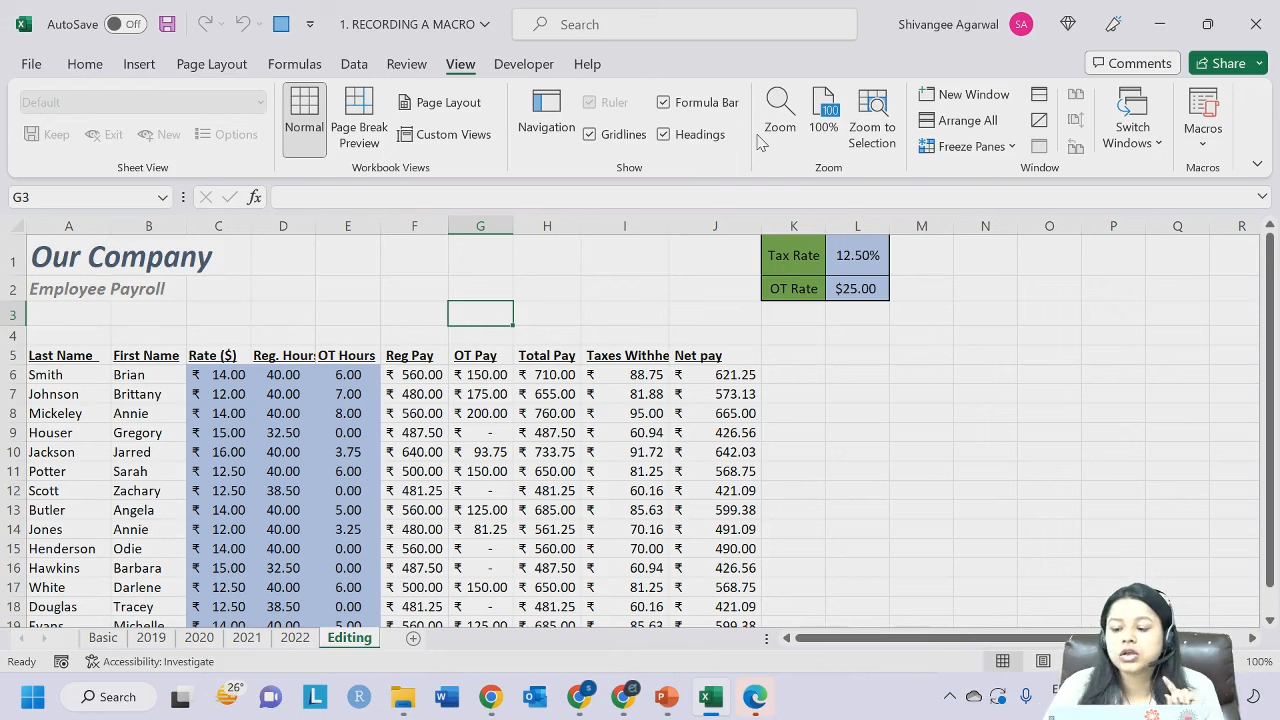 AutoSave Off 1. RECORDING A MACRO Search Shivangee Agarwal SA
File Home Insert Page Layout Formulas Data Review View Developer Help Comments Share
Default
Keep Exit New Options
Sheet View
Normal
Page Break Preview
Page Layout
Custom Views
Workbook Views
Navigation
Ruler Formula Bar
Gridlines Headings
Show
Zoom
100
100%
Zoom to Selection
Zoom
New Window
Arrange All
Freeze Panes
Switch Windows
Window
Macros
Macros
G3 fx
A B C D E F G H I J K L M N O P Q R
1 Our Company Tax Rate 12.50%
2 Employee Payroll OT Rate $25.00
3
4
5 Last Name First Name Rate ($) Reg. Hours OT Hours Reg Pay OT Pay Total Pay Taxes Withhe Net pay
6 Smith Brian ₹ 14.00 40.00 6.00 ₹ 560.00 ₹ 150.00 ₹ 710.00 ₹ 88.75 ₹ 621.25
7 Johnson Brittany ₹ 12.00 40.00 7.00 ₹ 480.00 ₹ 175.00 ₹ 655.00 ₹ 81.88 ₹ 573.13
8 Mickeley Annie ₹ 14.00 40.00 8.00 ₹ 560.00 ₹ 200.00 ₹ 760.00 ₹ 95.00 ₹ 665.00
9 Houser Gregory ₹ 15.00 32.50 0.00 ₹ 487.50 ₹ - ₹ 487.50 ₹ 60.94 ₹ 426.56
10 Jackson Jarred ₹ 16.00 40.00 3.75 ₹ 640.00 ₹ 93.75 ₹ 733.75 ₹ 91.72 ₹ 642.03
11 Potter Sarah ₹ 12.50 40.00 6.00 ₹ 500.00 ₹ 150.00 ₹ 650.00 ₹ 81.25 ₹ 568.75
12 Scott Zachary ₹ 12.50 38.50 0.00 ₹ 481.25 ₹ - ₹ 481.25 ₹ 60.16 ₹ 421.09
13 Butler Angela ₹ 14.00 40.00 5.00 ₹ 560.00 ₹ 125.00 ₹ 685.00 ₹ 85.63 ₹ 599.38
14 Jones Annie ₹ 12.00 40.00 3.25 ₹ 480.00 ₹ 81.25 ₹ 561.25 ₹ 70.16 ₹ 491.09
15 Henderson Odie ₹ 14.00 40.00 0.00 ₹ 560.00 ₹ - ₹ 560.00 ₹ 70.00 ₹ 490.00
16 Hawkins Barbara ₹ 15.00 32.50 0.00 ₹ 487.50 ₹ - ₹ 487.50 ₹ 60.94 ₹ 426.56
17 White Darlene ₹ 12.50 40.00 6.00 ₹ 500.00 ₹ 150.00 ₹ 650.00 ₹ 81.25 ₹ 568.75
18 Douglas Tracey ₹ 12.50 38.50 0.00 ₹ 481.25 ₹ - ₹ 481.25 ₹ 60.16 ₹ 421.09
19 Evans Michelle ₹ 14.00 40.00 5.00 ₹ 560.00 ₹ 125.00 ₹ 685.00 ₹ 85.63 ₹ 599.38
Basic 2019 2020 2021 2022 Editing
Ready Accessibility: Investigate 100%
Search 26°